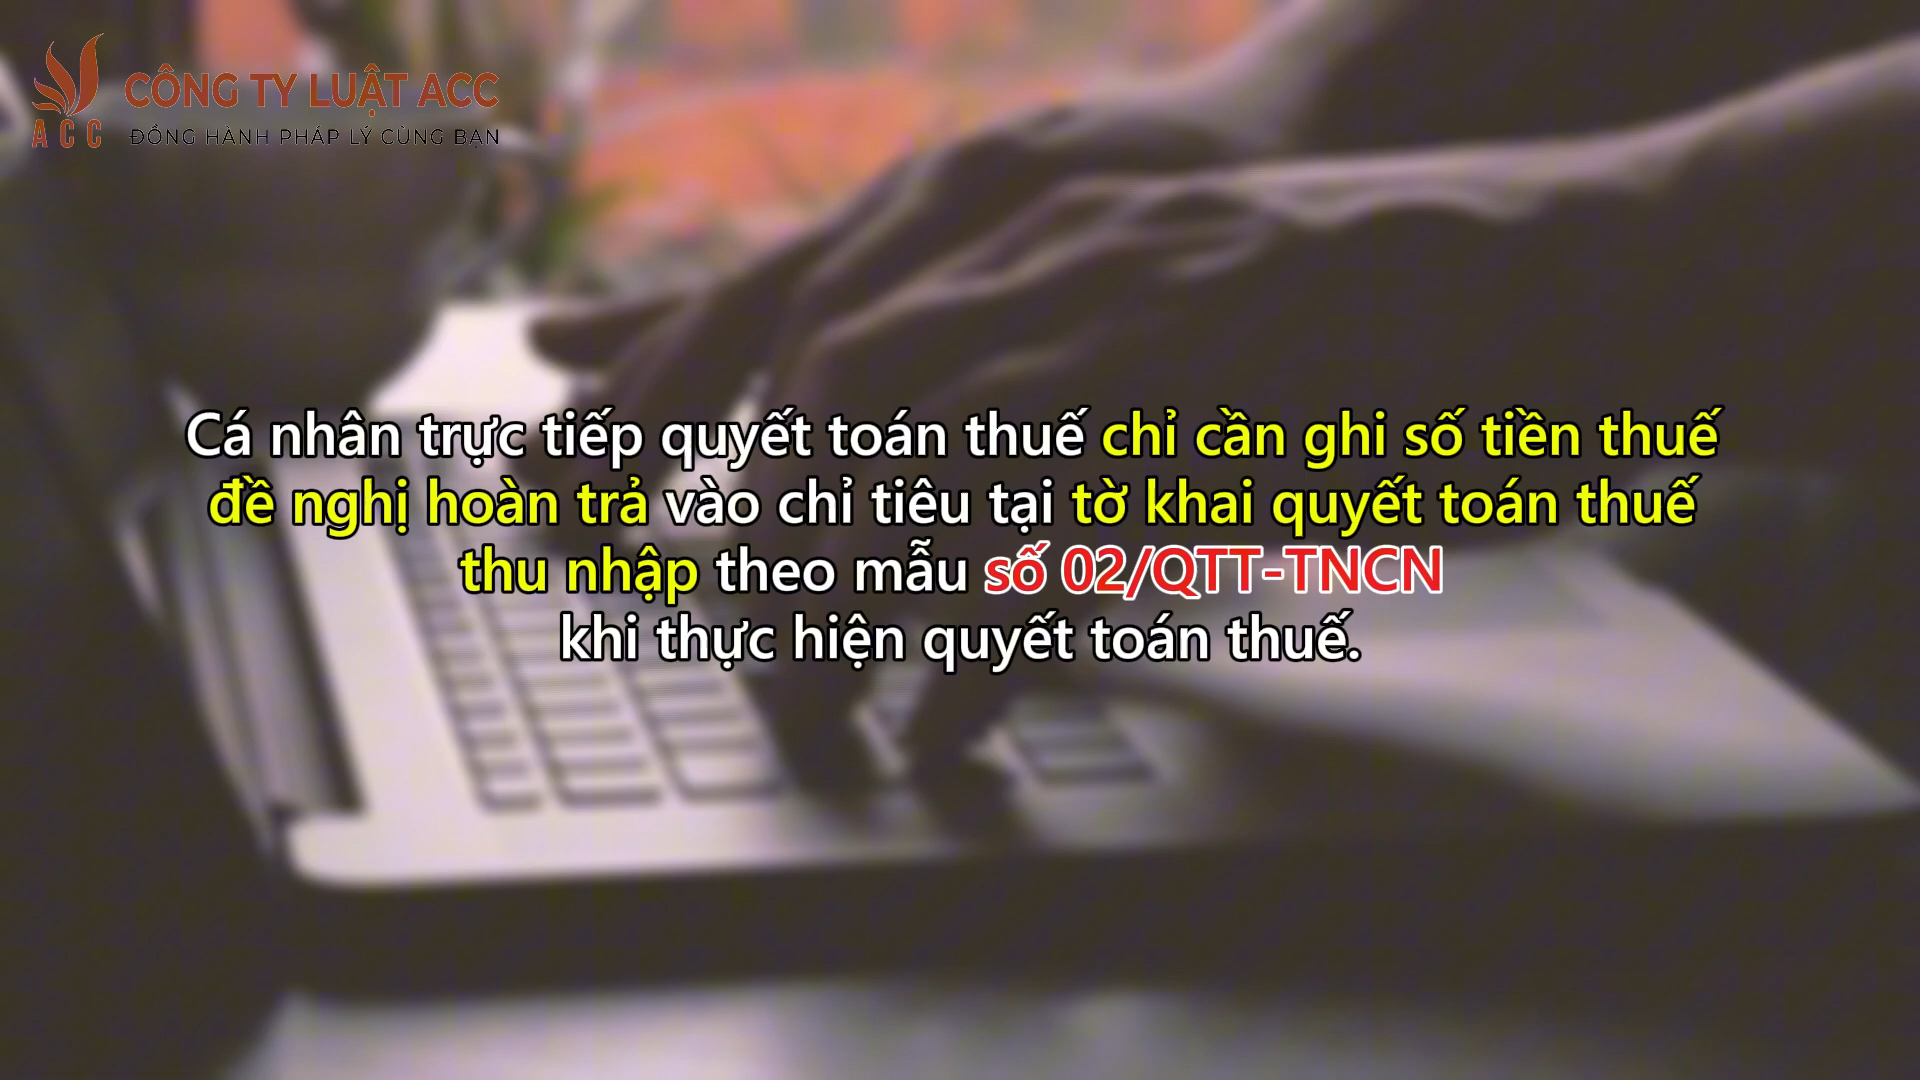 CÔNG TY LUẬT ACC
ACC
ĐỒNG HÀNH PHÁP LÝ CÙNG BẠN
Cá nhân trực tiếp quyết toán thuế chỉ cần ghi số tiền thuế
đề nghị hoàn trả vào chỉ tiêu tại tờ khai quyết toán thuế
thu nhập theo mẫu số 02/QTT-TNCN
khi thực hiện quyết toán thuế.